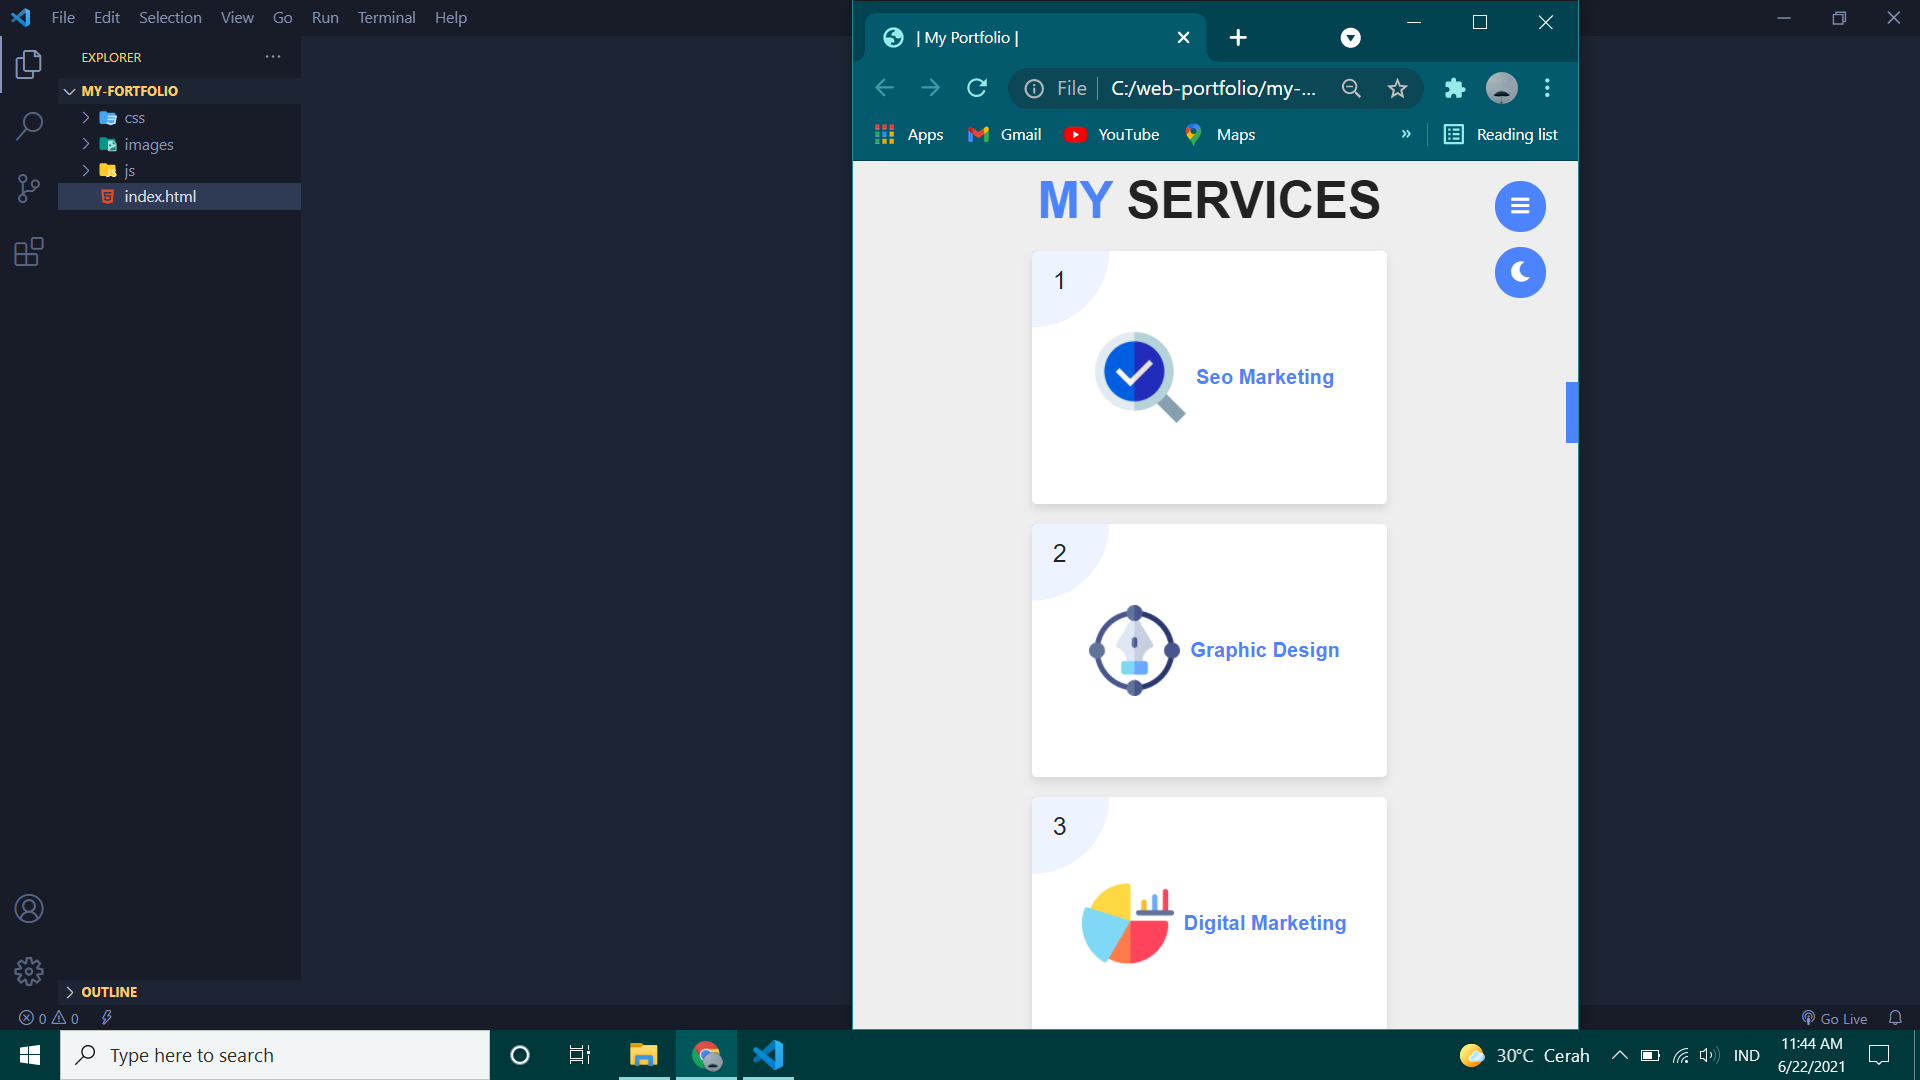 File Edit Selection View Go Run Terminal Help
EXPLORER
MY-FORTFOLIO
css
images
js
index.html
OUTLINE
0 0
Go Live
| My Portfolio |
File C:/web-portfolio/my-...
Apps Gmail YouTube Maps » Reading list
MY SERVICES
1
Seo Marketing
2
Graphic Design
3
Digital Marketing
Type here to search
30°C Cerah
IND
11:44 AM
6/22/2021